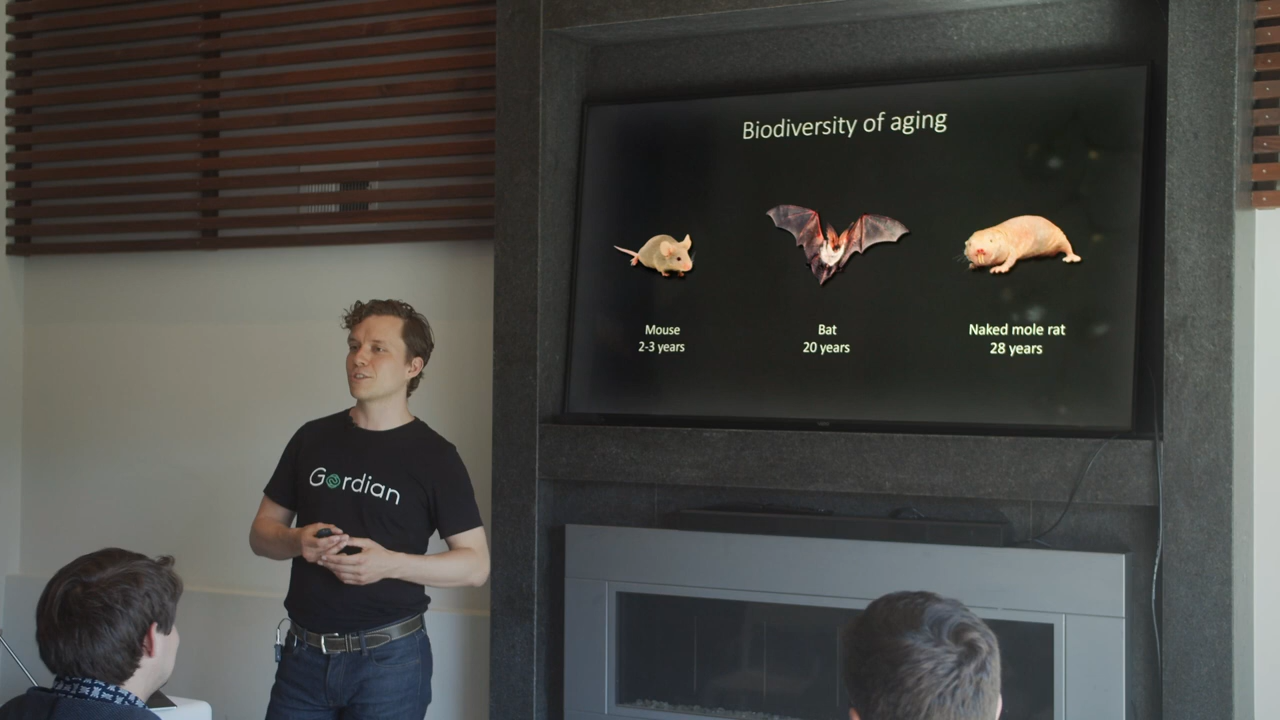 Biodiversity of aging
Mouse
2-3 years
Bat
20 years
Naked mole rat
28 years
Gordian